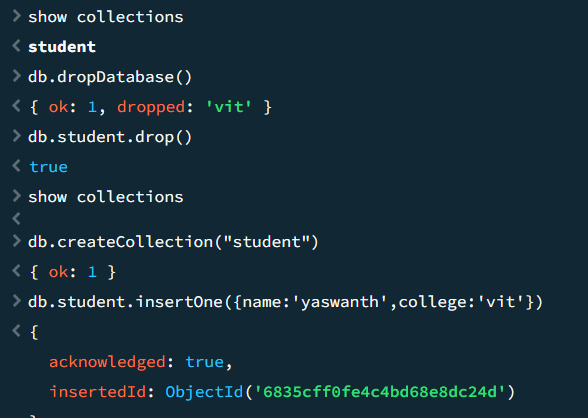 > show collections
< student
> db.dropDatabase()
< { ok: 1, dropped: 'vit' }
> db.student.drop()
< true
> show collections
<
> db.createCollection("student")
< { ok: 1 }
> db.student.insertOne({name:'yaswanth',college:'vit'})
< {
acknowledged: true,
insertedId: ObjectId('6835cff0fe4c4bd68e8dc24d')
}